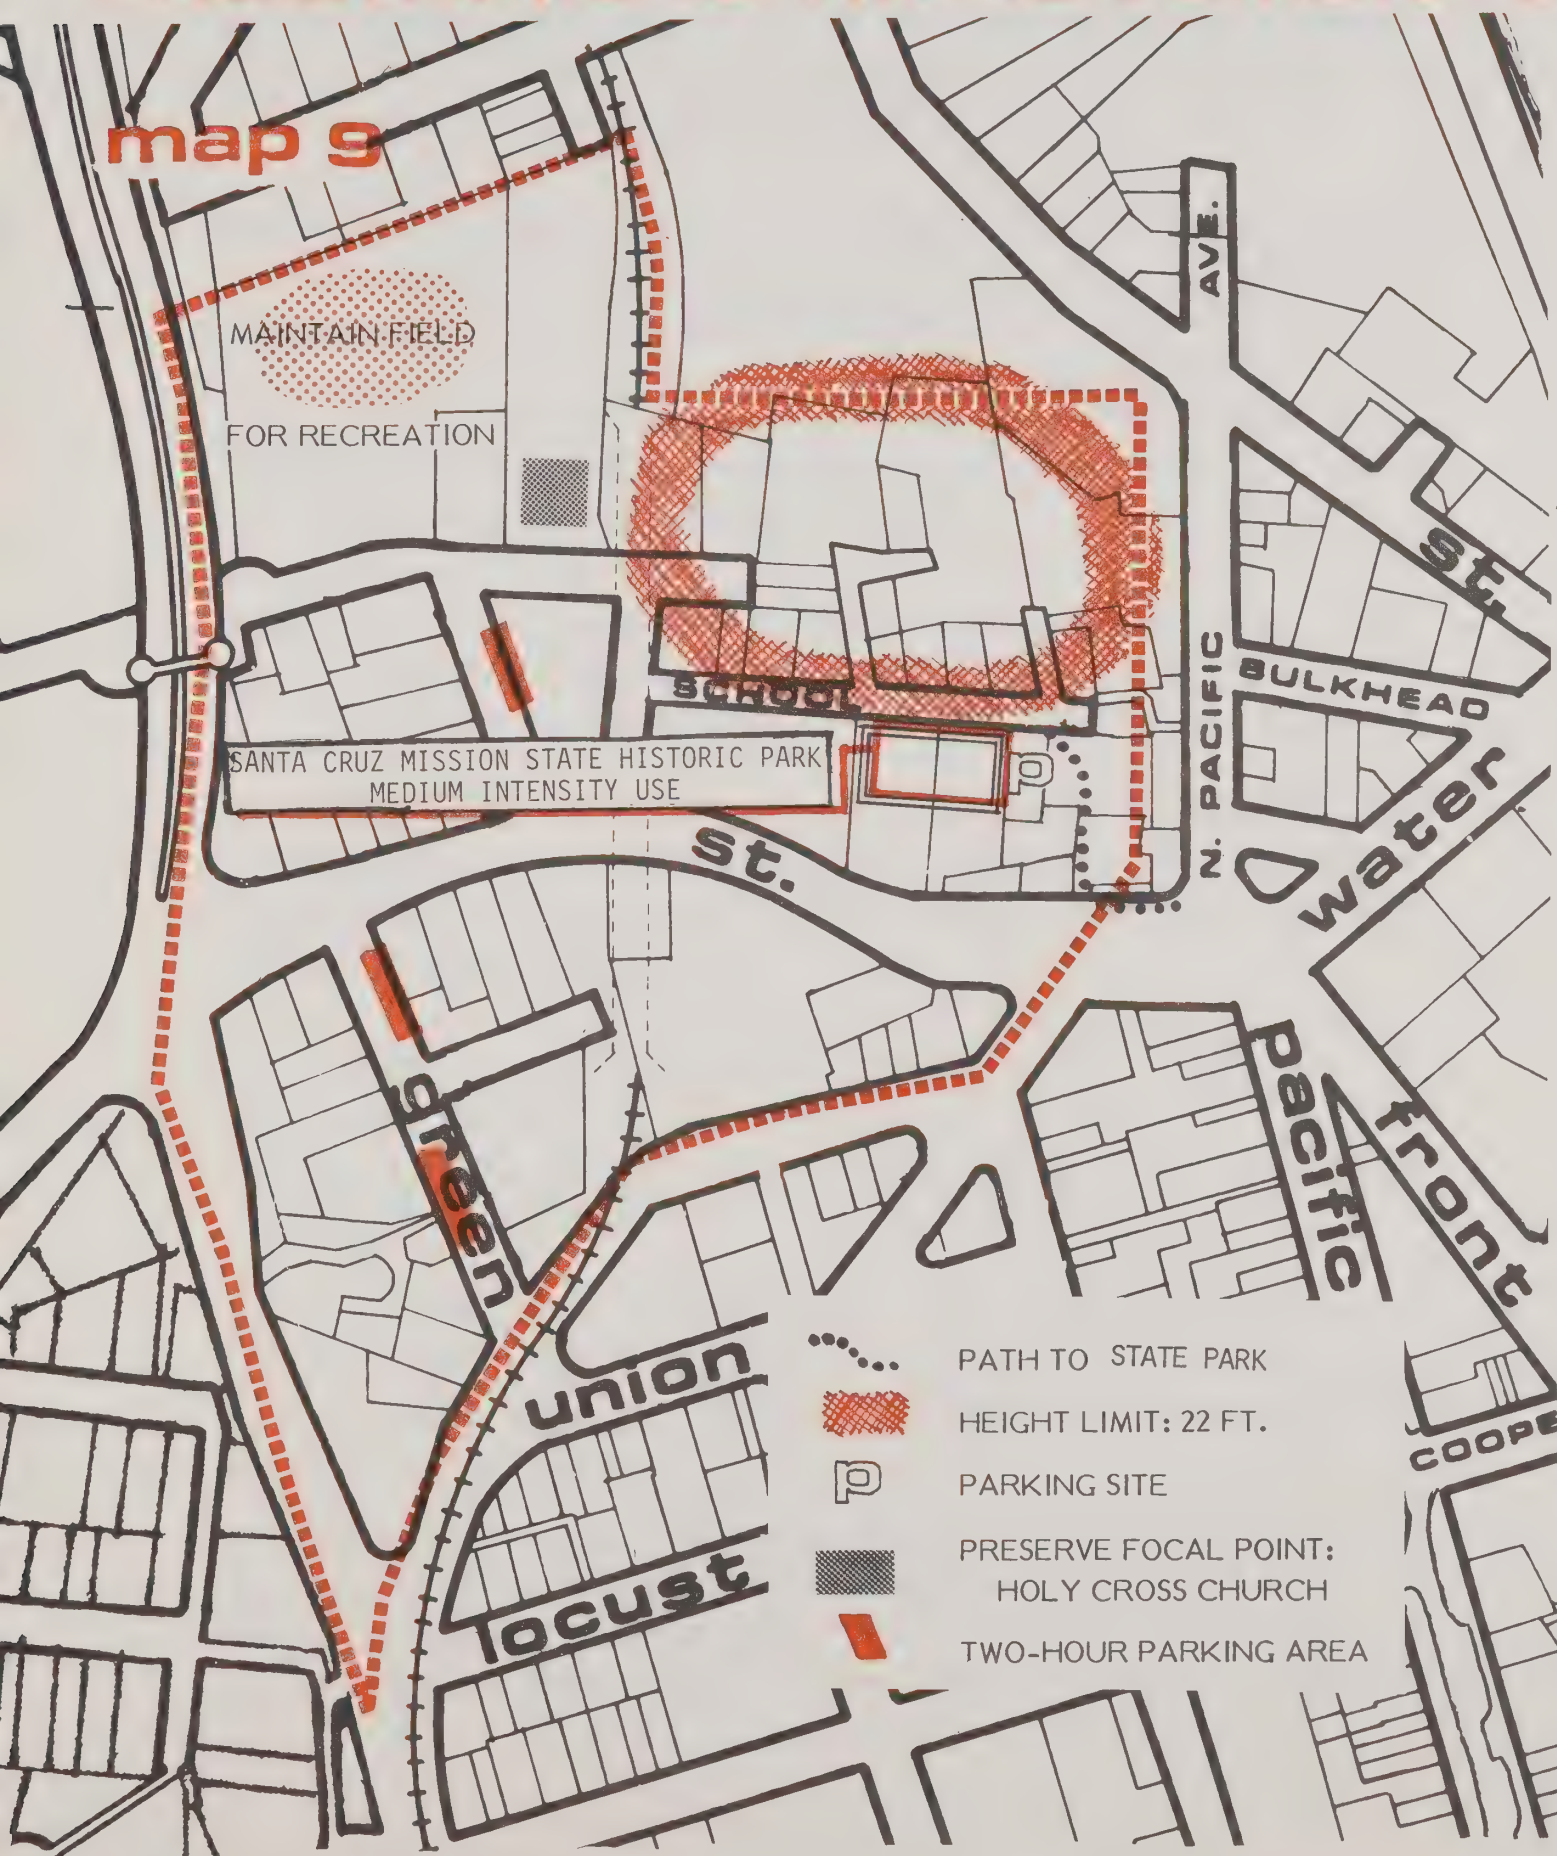 map 9
AVE.
MAINTAIN FIELD
FOR RECREATION
St.
SCHOOL
BULKHEAD
N. PACIFIC
SANTA CRUZ MISSION STATE HISTORIC PARK
MEDIUM INTENSITY USE
P
st.
water
green
pacific
front
union
locust
PATH TO STATE PARK
HEIGHT LIMIT: 22 FT.
P
PARKING SITE
PRESERVE FOCAL POINT:
HOLY CROSS CHURCH
TWO-HOUR PARKING AREA
COOPE